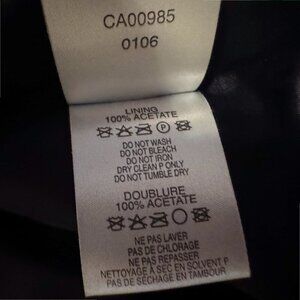 CA00985
0106
LINING
100% ACETATE
P
DO NOT WASH
DO NOT BLEACH
DO NOT IRON
DRY CLEAN P ONLY
DO NOT TUMBLE DRY
DOUBLURE
100% ACETATE
NE PAS LAVER
PAS DE CHLORAGE
NE PAS REPASSER
NETTOYAGE À SEC EN SOLVENT P
PAS DE SÉCHAGE EN TAMBOUR